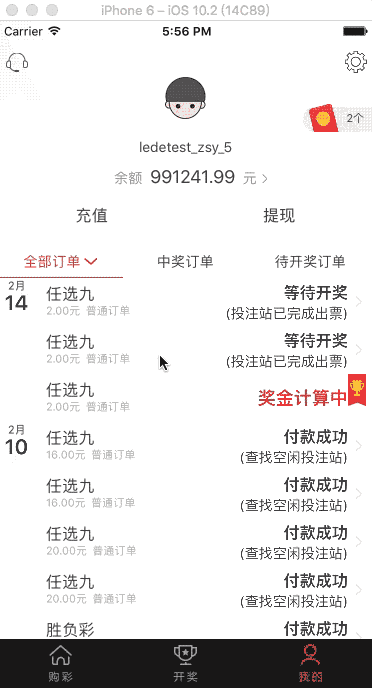 iPhone 6 – iOS 10.2 (14C89)
Carrier 5:56 PM
2个
ledetest_zsy_5
余额 991241.99 元
充值 提现
全部订单 中奖订单 待开奖订单
2月
14
任选九 等待开奖
2.00元 普通订单 (投注站已完成出票)
任选九 等待开奖
2.00元 普通订单 (投注站已完成出票)
任选九 奖金计算中
2.00元 普通订单
2月
10
任选九 付款成功
16.00元 普通订单 (查找空闲投注站)
任选九 付款成功
16.00元 普通订单 (查找空闲投注站)
任选九 付款成功
20.00元 普通订单 (查找空闲投注站)
任选九 付款成功
20.00元 普通订单 (查找空闲投注站)
胜负彩 付款成功
购彩 开奖 我的